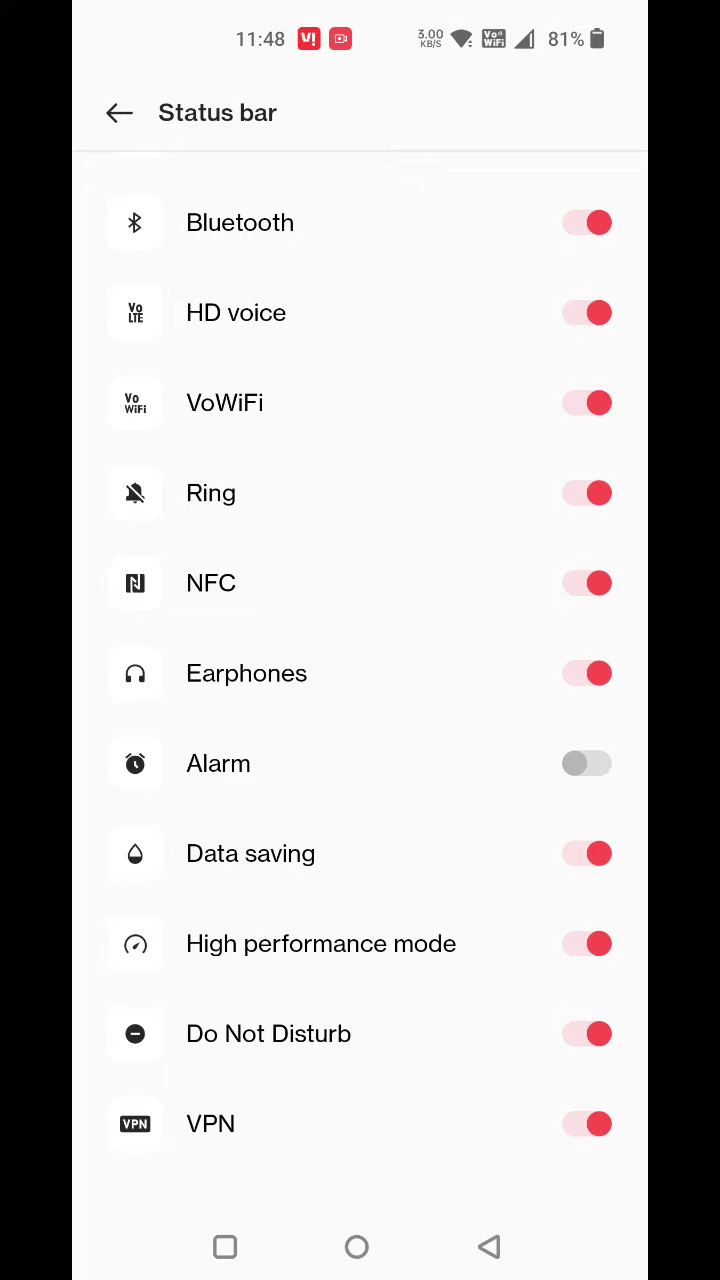 11:48 V! 3.00 KB/S Vo WiFi 81%
Status bar
Bluetooth
Vo LTE HD voice
Vo WiFi VoWiFi
Ring
NFC
Earphones
Alarm
Data saving
High performance mode
Do Not Disturb
VPN VPN